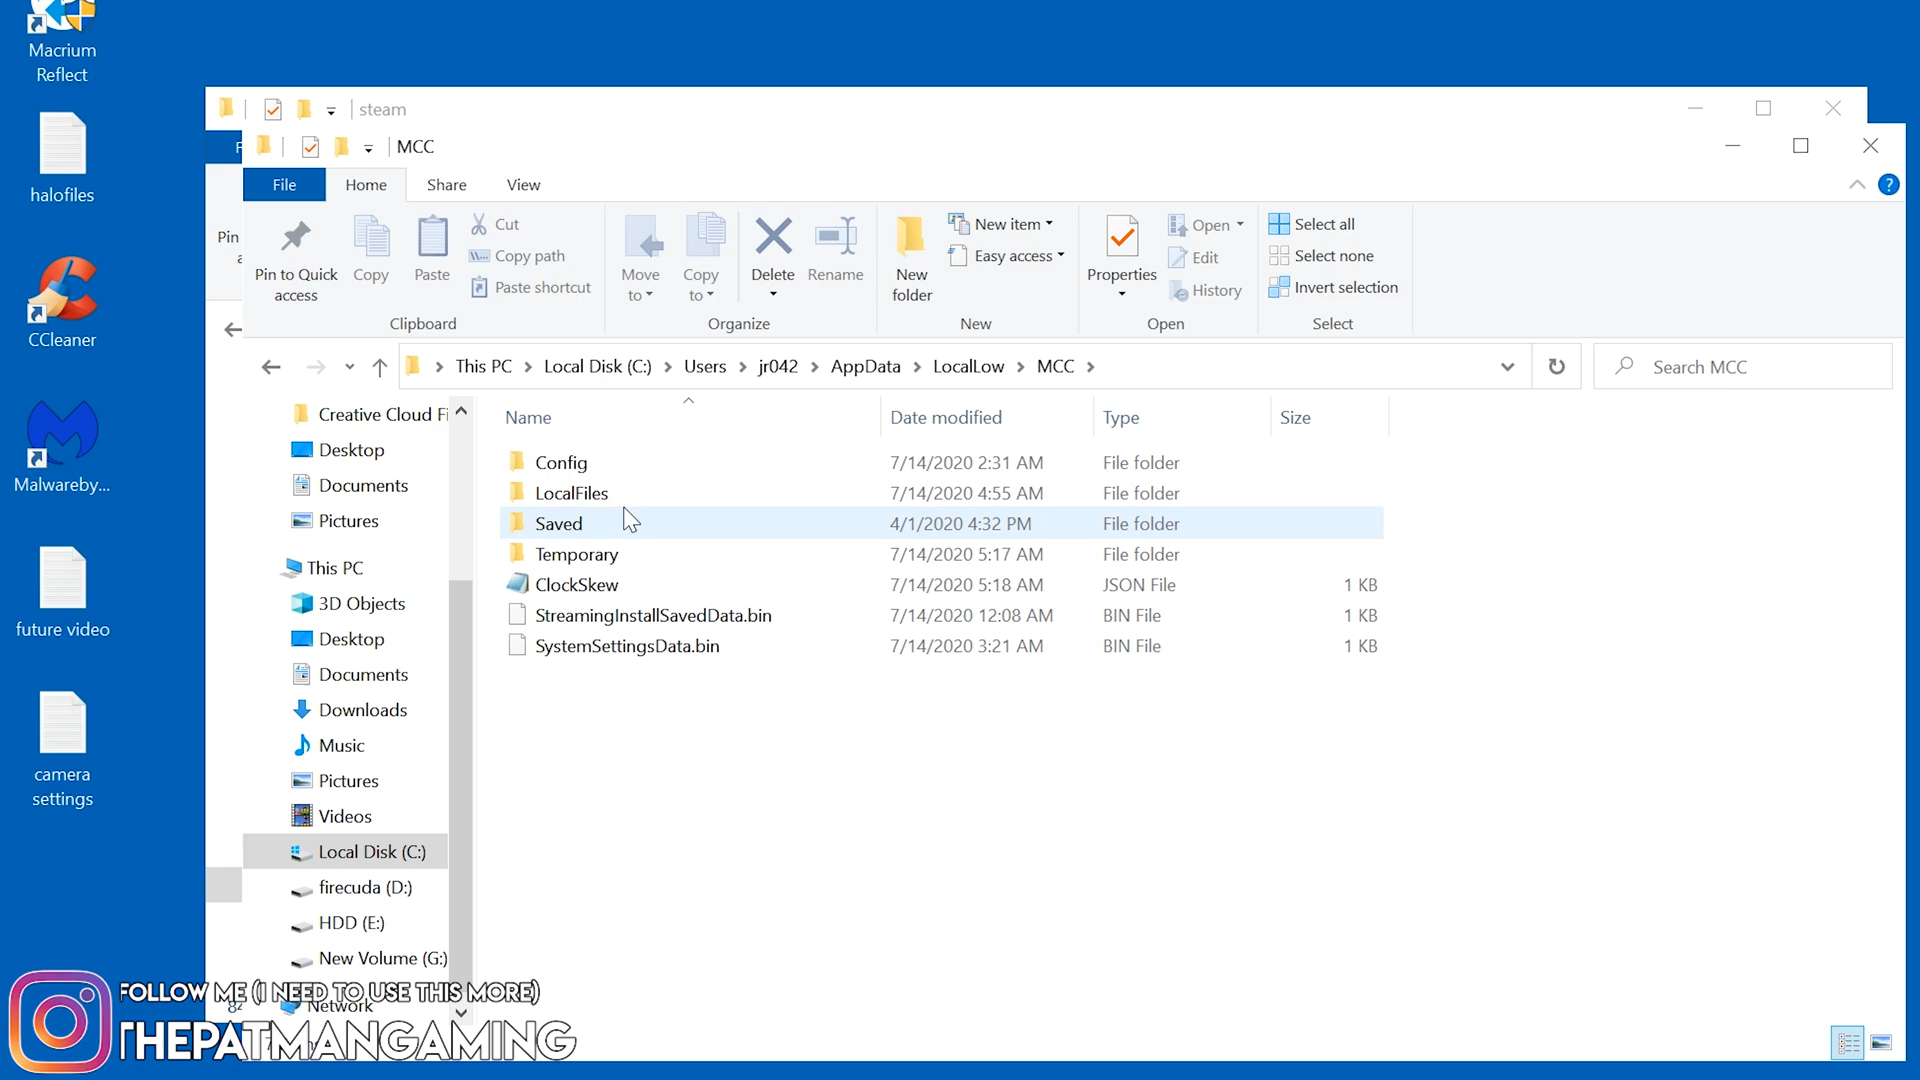 Macrium
Reflect
halofiles
CCleaner
Malwareby...
future video
camera
settings
steam
MCC
File
Home
Share
View
Pin
Pin to Quick
access
Copy
Paste
Cut
Copy path
Paste shortcut
Clipboard
Move
to
Copy
to
Delete
Rename
Organize
New
folder
New item
Easy access
New
Properties
Open
Edit
History
Open
Select all
Select none
Invert selection
Select
This PC > Local Disk (C:) > Users > jr042 > AppData > LocalLow > MCC >
Search MCC
Creative Cloud Fi
Desktop
Documents
Pictures
This PC
3D Objects
Desktop
Documents
Downloads
Music
Pictures
Videos
Local Disk (C:)
firecuda (D:)
HDD (E:)
New Volume (G:)
Network
Name Date modified Type Size
Config 7/14/2020 2:31 AM File folder
LocalFiles 7/14/2020 4:55 AM File folder
Saved 4/1/2020 4:32 PM File folder
Temporary 7/14/2020 5:17 AM File folder
ClockSkew 7/14/2020 5:18 AM JSON File 1 KB
StreamingInstallSavedData.bin 7/14/2020 12:08 AM BIN File 1 KB
SystemSettingsData.bin 7/14/2020 3:21 AM BIN File 1 KB
FOLLOW ME (I NEED TO USE THIS MORE)
THEPATMANGAMING